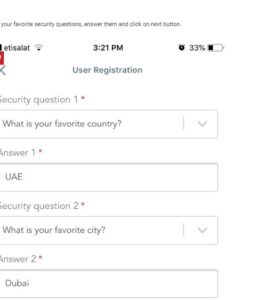 your favorite security questions, answer them and click on next button
etisalat 3:21 PM 33%
User Registration
Security question 1 *
What is your favorite country?
Answer 1 *
UAE
Security question 2 *
What is your favorite city?
Answer 2 *
Dubai